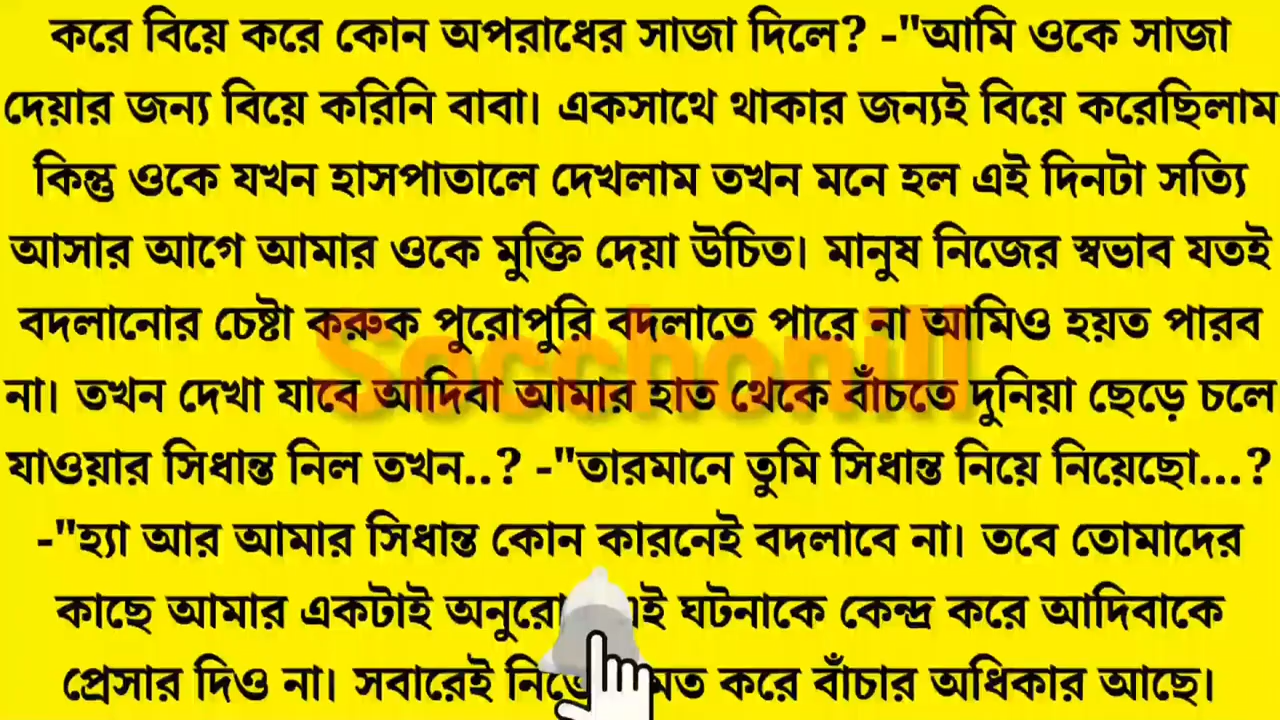 করে বিয়ে করে কোন অপরাধের সাজা দিলে? -"আমি ওকে সাজা
দেয়ার জন্য বিয়ে করিনি বাবা। একসাথে থাকার জন্যই বিয়ে করেছিলাম
কিন্তু ওকে যখন হাসপাতালে দেখলাম তখন মনে হল এই দিনটা সত্যি
আসার আগে আমার ওকে মুক্তি দেয়া উচিত। মানুষ নিজের স্বভাব যতই
বদলানোর চেষ্টা করুক পুরোপুরি বদলাতে পারে না আমিও হয়ত পারব
Socchonill
না। তখন দেখা যাবে আদিবা আমার হাত থেকে বাঁচতে দুনিয়া ছেড়ে চলে
যাওয়ার সিধান্ত নিল তখন..? -"তারমানে তুমি সিধান্ত নিয়ে নিয়েছো...?
-"হ্যা আর আমার সিধান্ত কোন কারনেই বদলাবে না। তবে তোমাদের
কাছে আমার একটাই ঘটনাকে কেন্দ্র করে আদিবাকে
প্রেসার দিও না। সবারেই করে বাঁচার অধিকার আছে।